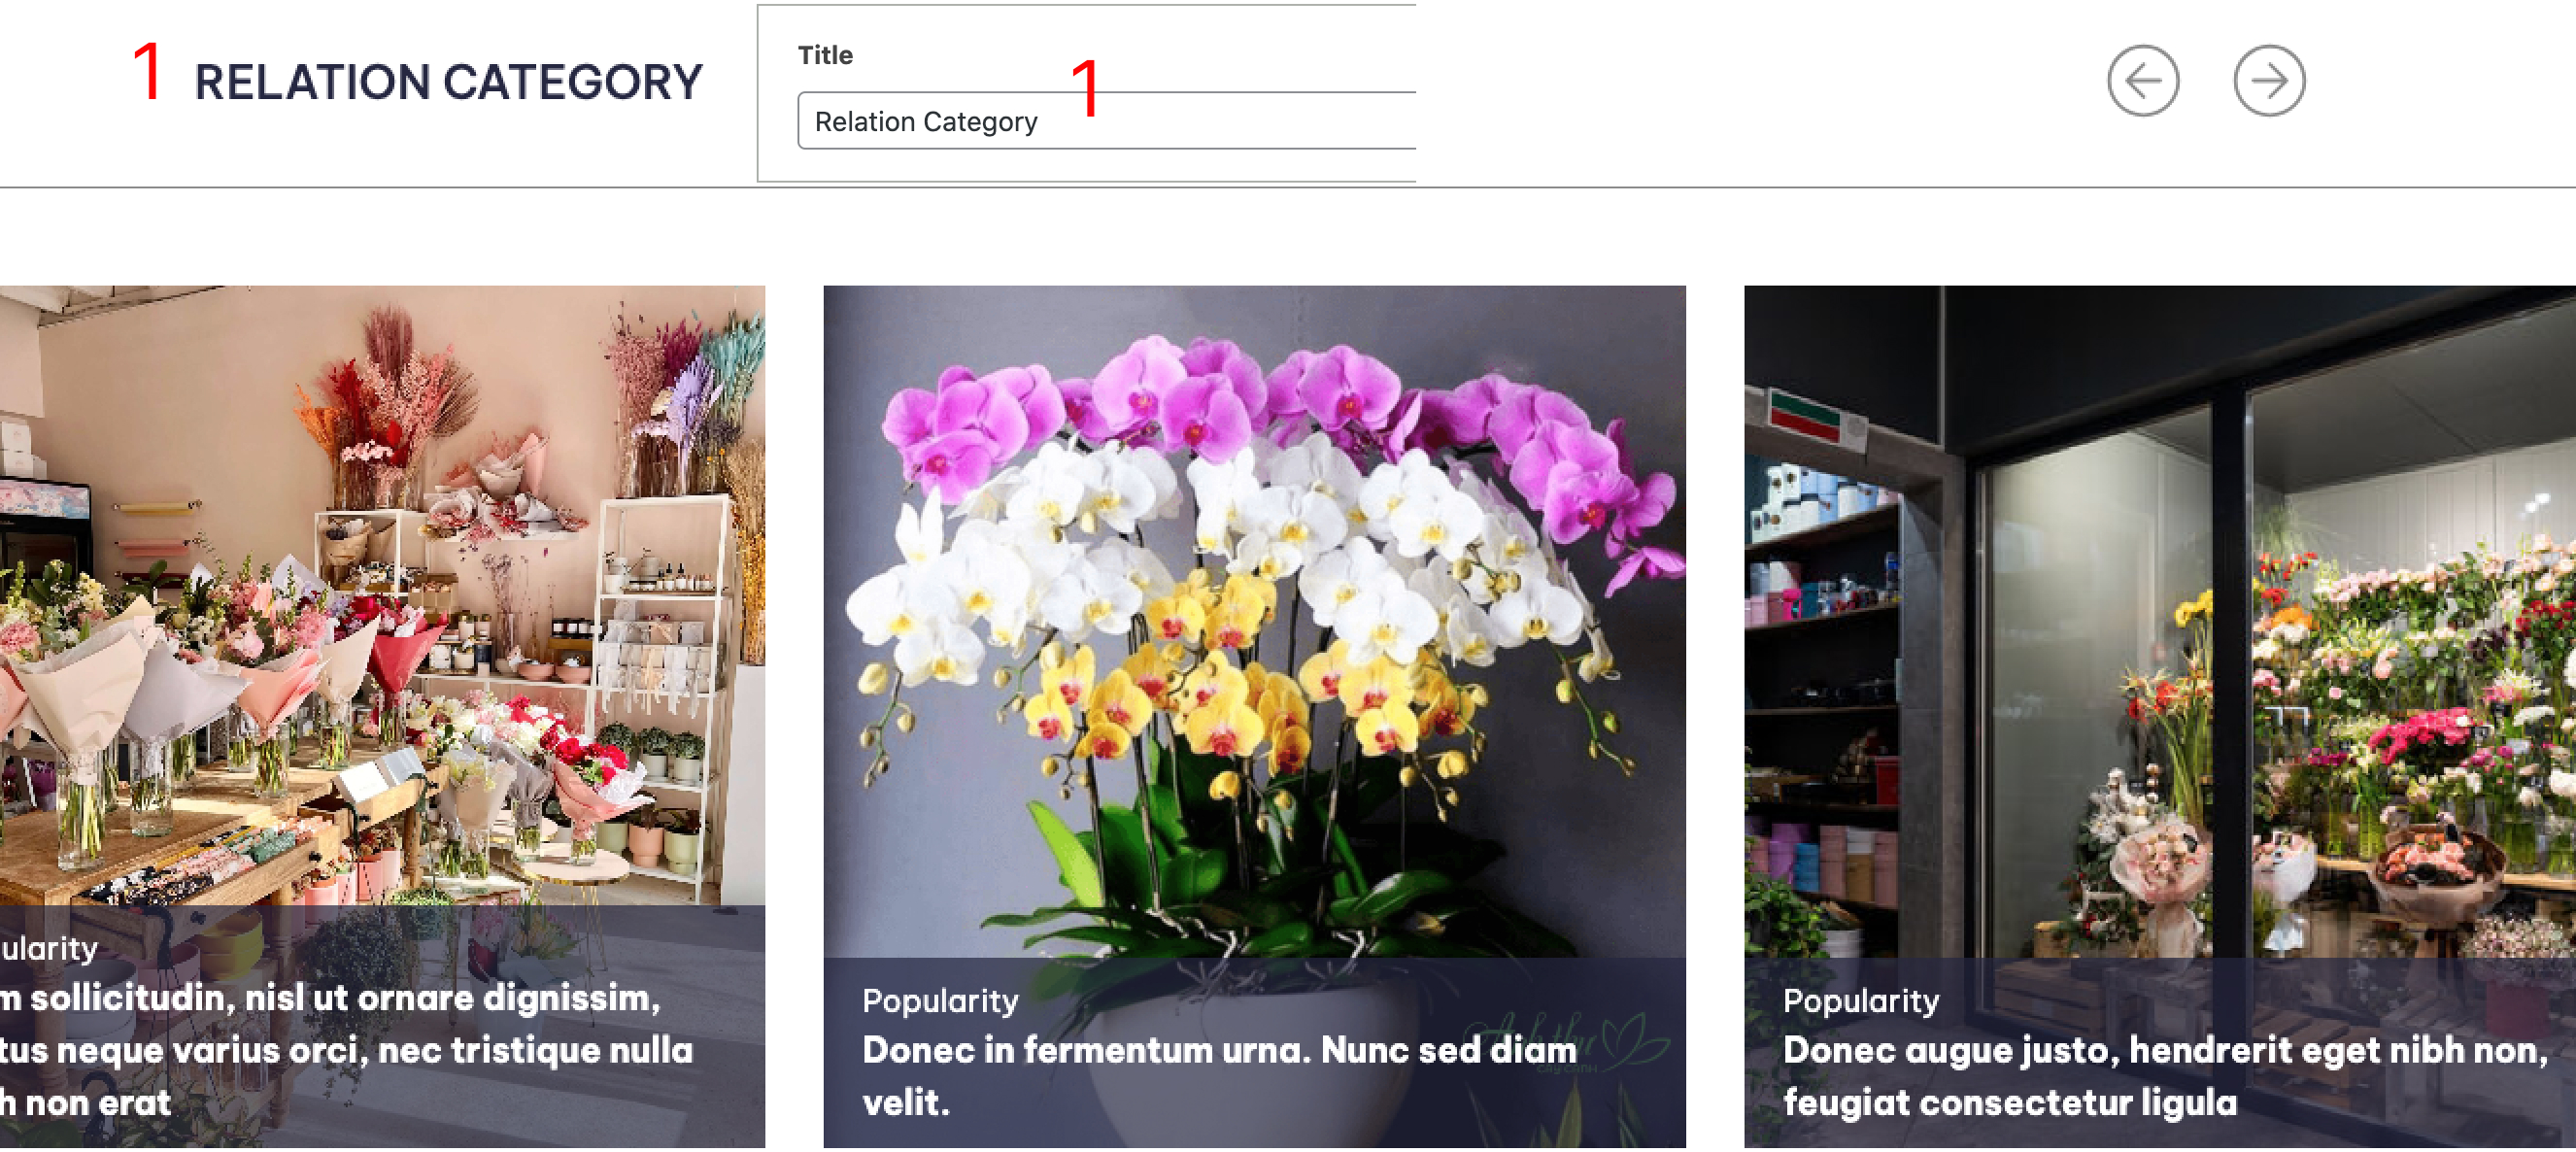 1 RELATION CATEGORY
Title
1
Relation Category
ularity
m sollicitudin, nisl ut ornare dignissim,
tus neque varius orci, nec tristique nulla
h non erat
Popularity
Donec in fermentum urna. Nunc sed diam
velit.
CÂY CẢNH
Popularity
Donec augue justo, hendrerit eget nibh non,
feugiat consectetur ligula